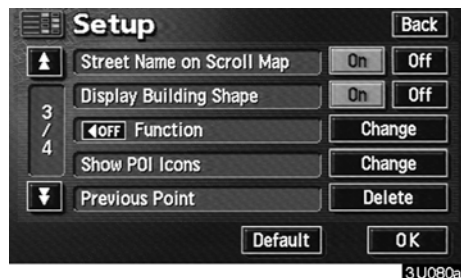 Setup Back
Street Name on Scroll Map On Off
Display Building Shape On Off
3 / 4
◀OFF Function Change
Show POI Icons Change
Previous Point Delete
Default OK
3U080a